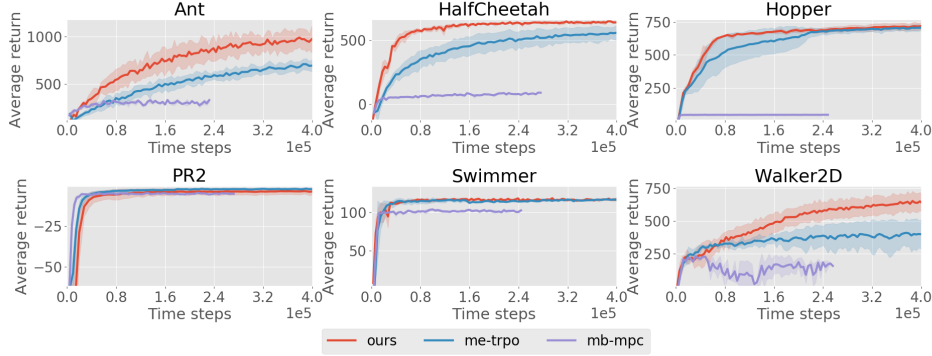 Ant
HalfCheetah
Hopper
Average return
1000
500
0.0 0.8 1.6 2.4 3.2 4.0
Time steps
1e5
Average return
500
0
0.0 0.8 1.6 2.4 3.2 4.0
Time steps
1e5
Average return
750
500
250
0.0 0.8 1.6 2.4 3.2 4.0
Time steps
1e5
PR2
Swimmer
Walker2D
Average return
−25
−50
0.0 0.8 1.6 2.4 3.2 4.0
Time steps
1e5
Average return
100
50
0.0 0.8 1.6 2.4 3.2 4.0
Time steps
1e5
Average return
750
500
250
0.0 0.8 1.6 2.4 3.2 4.0
Time steps
1e5
ours me-trpo mb-mpc